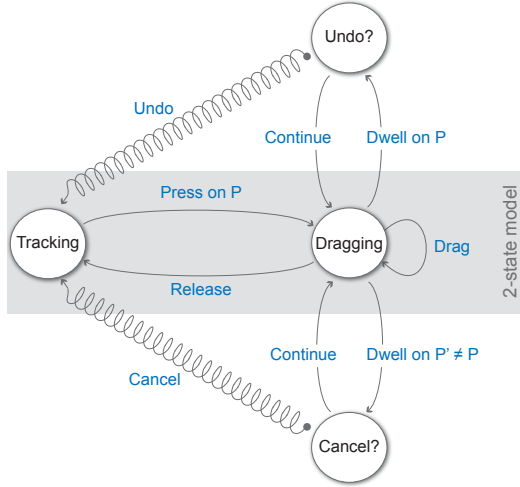 Undo?
Undo
Continue
Dwell on P
Press on P
Tracking
Dragging
Drag
2-state model
Release
Continue
Dwell on P' ≠ P
Cancel
Cancel?